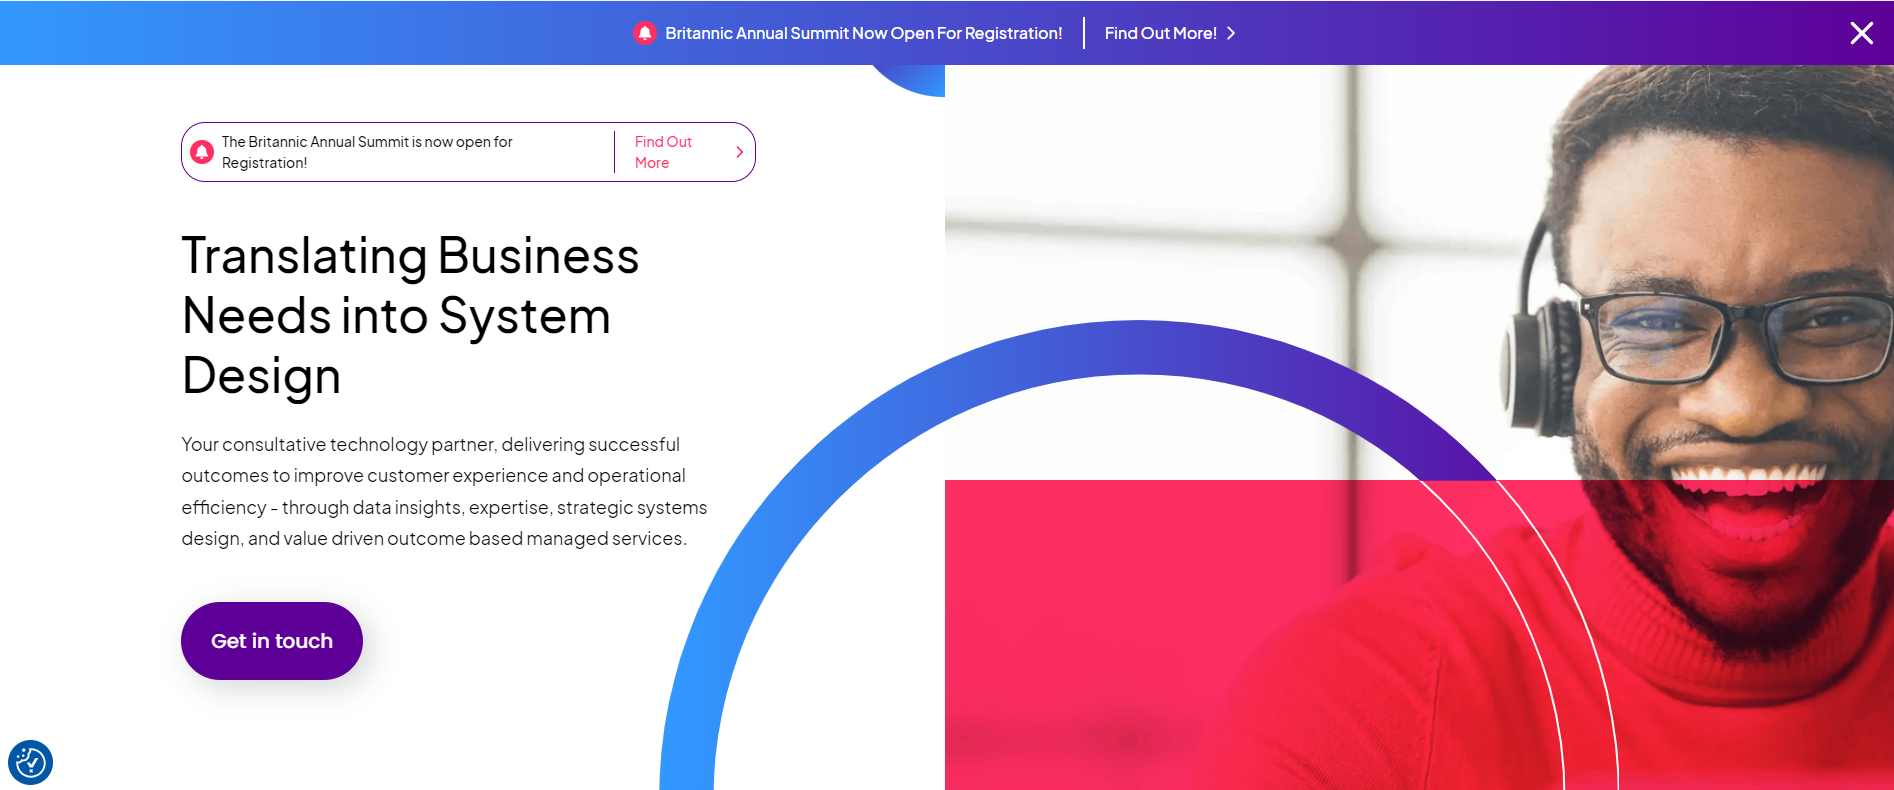 Britannic Annual Summit Now Open For Registration!
Find Out More!
The Britannic Annual Summit is now open for
Registration!
Find Out
More
Translating Business
Needs into System
Design
Your consultative technology partner, delivering successful
outcomes to improve customer experience and operational
efficiency - through data insights, expertise, strategic systems
design, and value driven outcome based managed services.
Get in touch